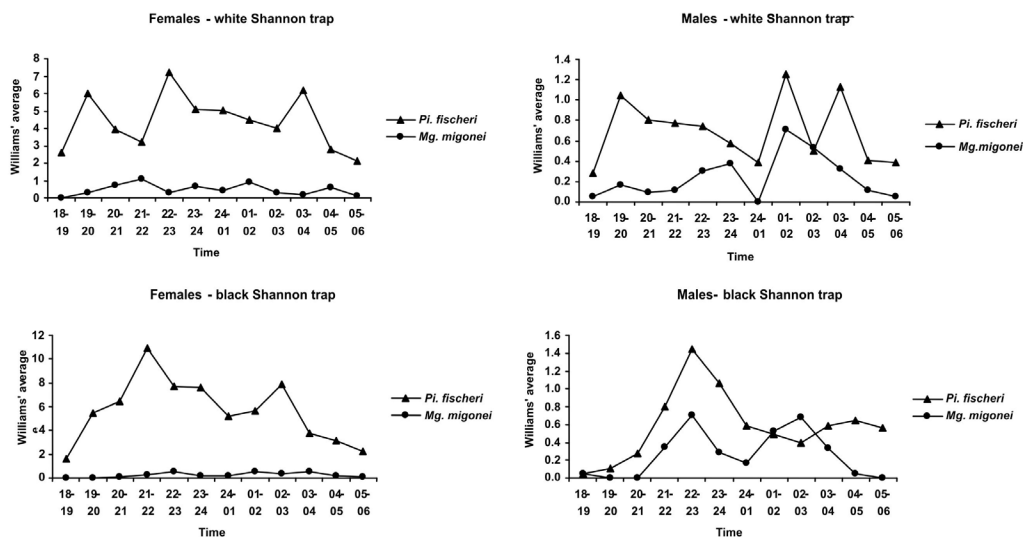 Females - white Shannon trap
Williams' average
8
7
6
5
4
3
2
1
0
18- 19- 20- 21- 22- 23- 24- 01- 02- 03- 04- 05-
19 20 21 22 23 24 01 02 03 04 05 06
Time
Pi. fischeri
Mg. migonei
Males - white Shannon trap
Williams' average
1.4
1.2
1.0
0.8
0.6
0.4
0.2
0.0
18- 19- 20- 21- 22- 23- 24- 01- 02- 03- 04- 05-
19 20 21 22 23 24 01 02 03 04 05 06
Time
Pi. fischeri
Mg.migonei
Females - black Shannon trap
Williams' average
12
10
8
6
4
2
0
18- 19- 20- 21- 22- 23- 24- 01- 02- 03- 04- 05-
19 20 21 22 23 24 01 02 03 04 05 06
Time
Pi. fischeri
Mg. migonei
Males- black Shannon trap
Williams' average
1.6
1.4
1.2
1.0
0.8
0.6
0.4
0.2
0.0
18- 19- 20- 21- 22- 23- 24- 01- 02- 03- 04- 05-
19 20 21 22 23 24 01 02 03 04 05 06
Time
Pi. fischeri
Mg. migonei